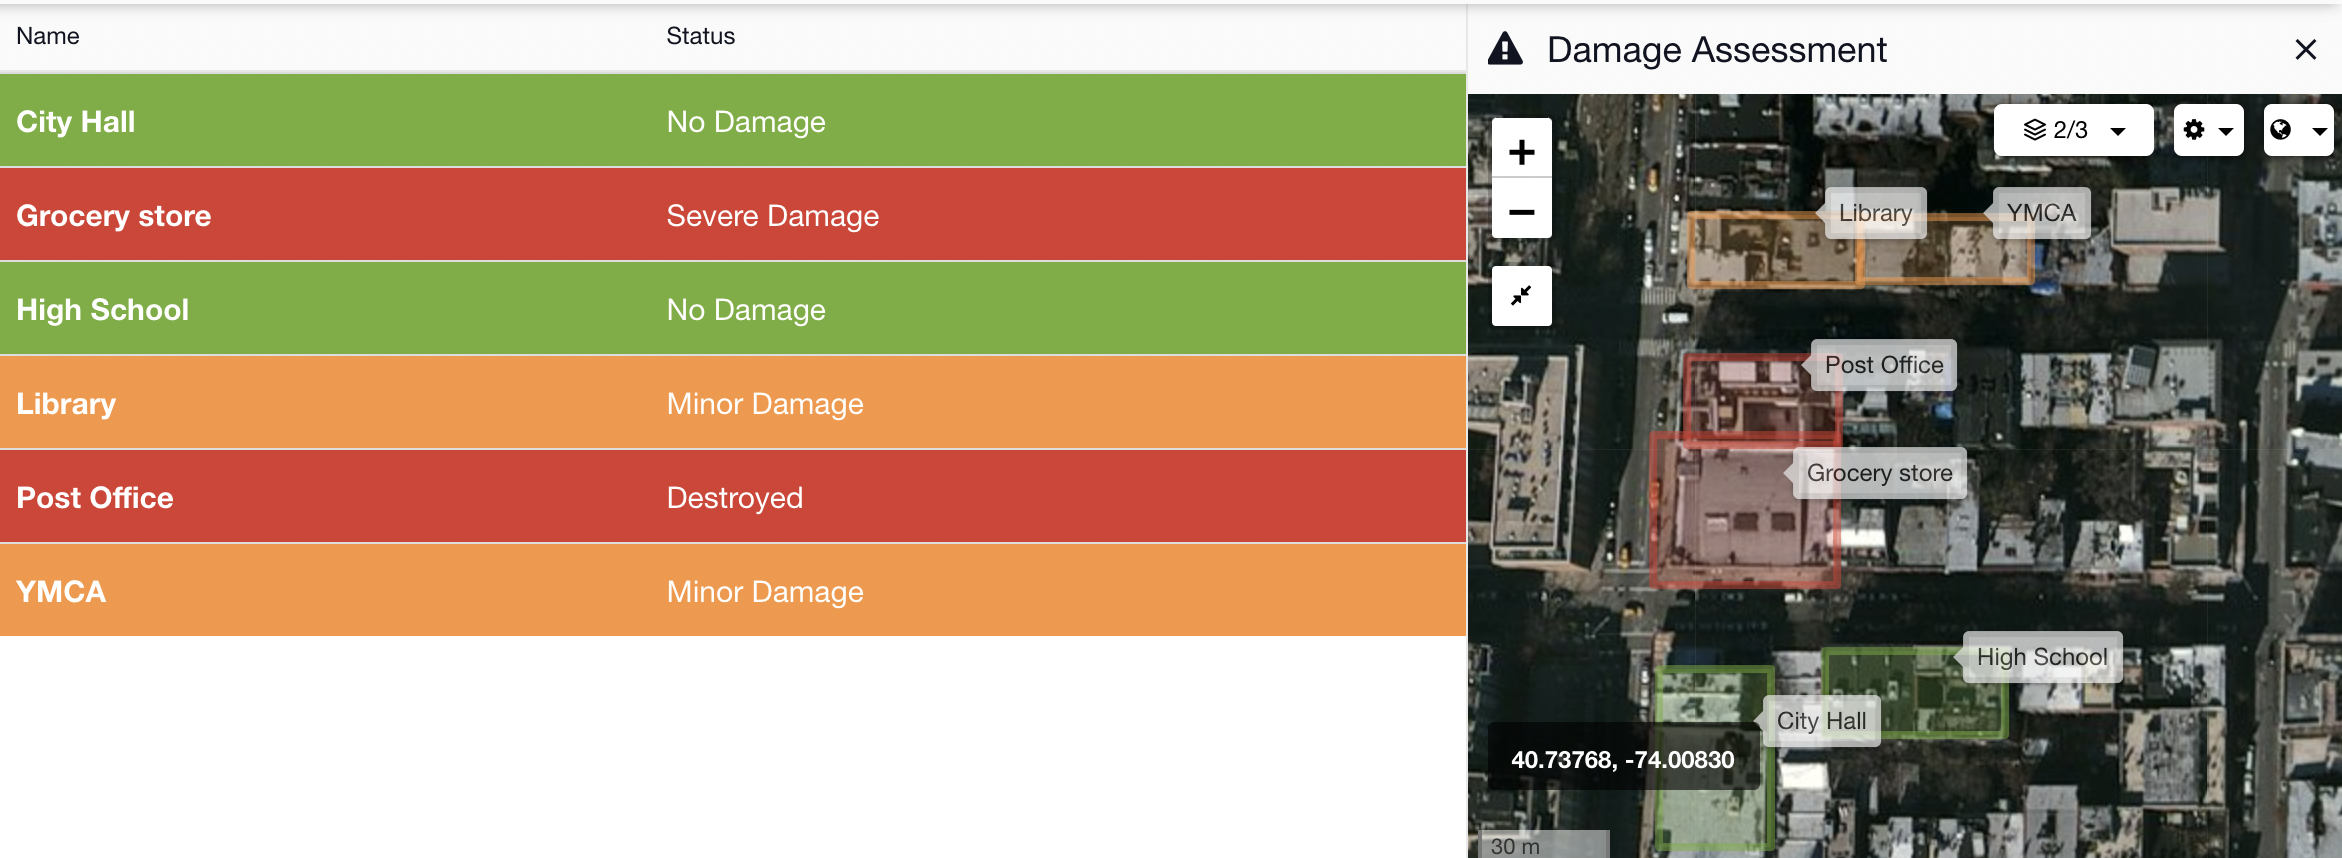 Name Status
City Hall No Damage
Grocery store Severe Damage
High School No Damage
Library Minor Damage
Post Office Destroyed
YMCA Minor Damage
Damage Assessment
2/3
Library YMCA
Post Office
Grocery store
High School
City Hall
40.73768, -74.00830
30 m